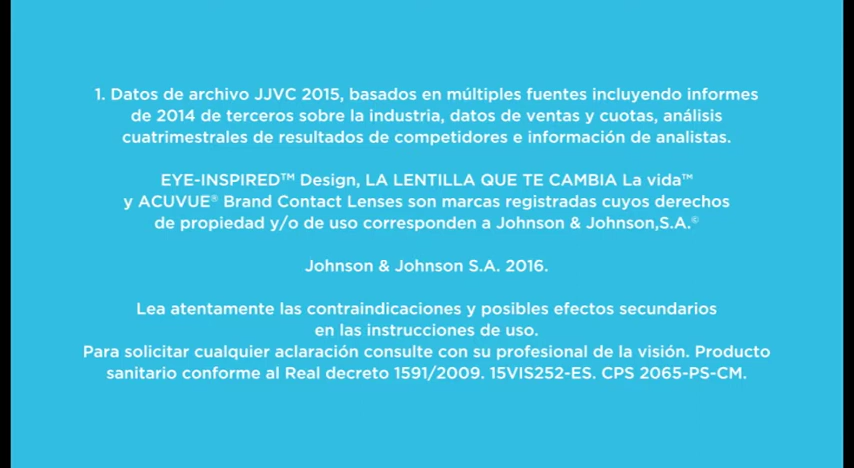 1. Datos de archivo JJVC 2015, basados en múltiples fuentes incluyendo informes
de 2014 de terceros sobre la industria, datos de ventas y cuotas, análisis
cuatrimestrales de resultados de competidores e información de analistas.
EYE-INSPIRED™ Design, LA LENTILLA QUE TE CAMBIA La vida™
y ACUVUE® Brand Contact Lenses son marcas registradas cuyos derechos
de propiedad y/o de uso corresponden a Johnson & Johnson,S.A.©
Johnson & Johnson S.A. 2016.
Lea atentamente las contraindicaciones y posibles efectos secundarios
en las instrucciones de uso.
Para solicitar cualquier aclaración consulte con su profesional de la visión. Producto
sanitario conforme al Real decreto 1591/2009. 15VIS252-ES. CPS 2065-PS-CM.